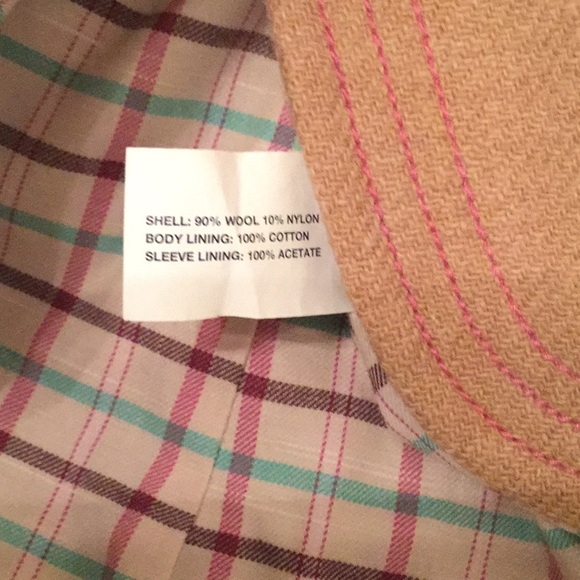 SHELL: 90% WOOL 10% NYLON
BODY LINING: 100% COTTON
SLEEVE LINING: 100% ACETATE